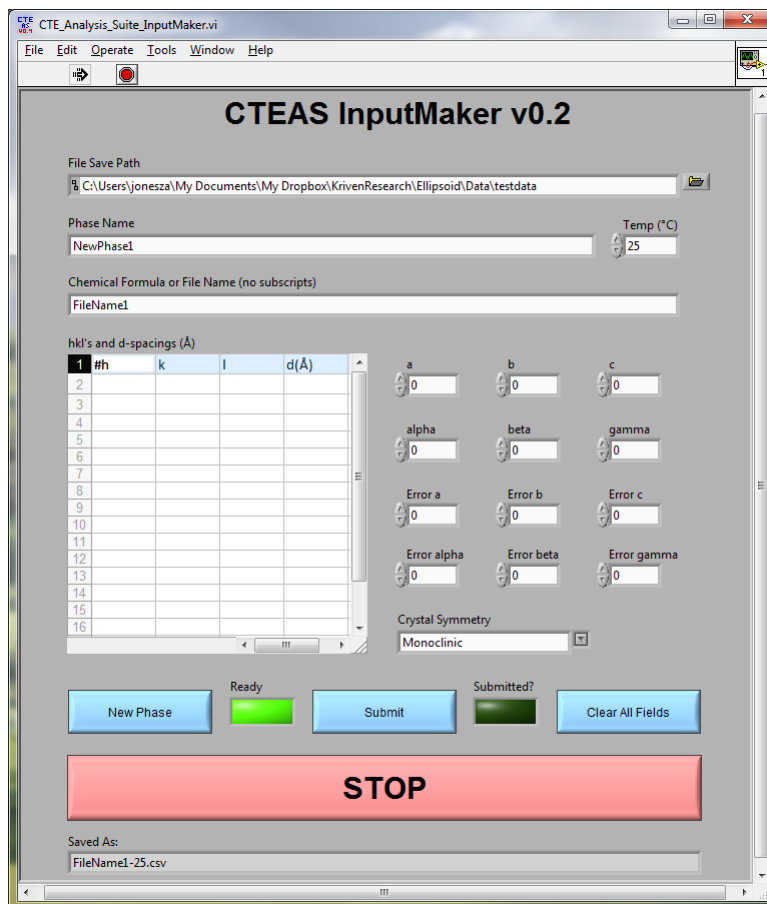 CTE_Analysis_Suite_InputMaker.vi
File Edit Operate Tools Window Help
CTEAS InputMaker v0.2
File Save Path
C:\Users\jonesza\My Documents\My Dropbox\KrivenResearch\Ellipsoid\Data\testdata
Phase Name Temp (°C)
NewPhase1 25
Chemical Formula or File Name (no subscripts)
FileName1
hkl's and d-spacings (Å)
1 #h k l d(Å)
2
3
4
5
6
7
8
9
10
11
12
13
14
15
16
a b c
0 0 0
alpha beta gamma
0 0 0
Error a Error b Error c
0 0 0
Error alpha Error beta Error gamma
0 0 0
Crystal Symmetry
Monoclinic
Ready Submitted?
New Phase Submit Clear All Fields
STOP
Saved As:
FileName1-25.csv